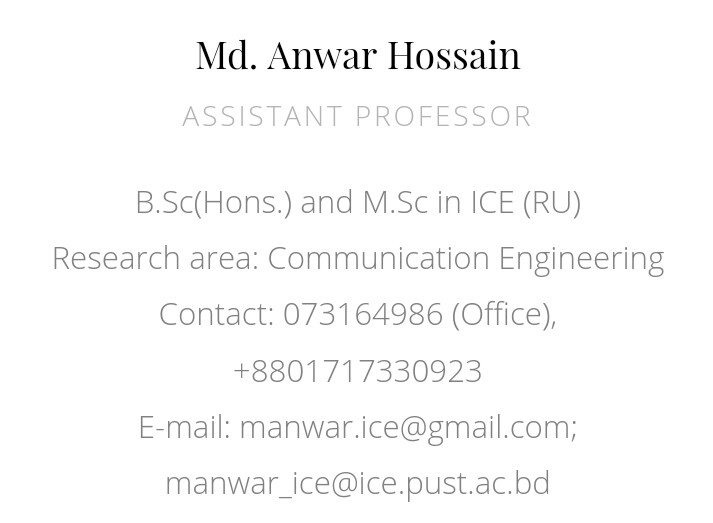 Md. Anwar Hossain
ASSISTANT PROFESSOR
B.Sc(Hons.) and M.Sc in ICE (RU)
Research area: Communication Engineering
Contact: 073164986 (Office),
+8801717330923
E-mail: manwar.ice@gmail.com;
manwar_ice@ice.pust.ac.bd